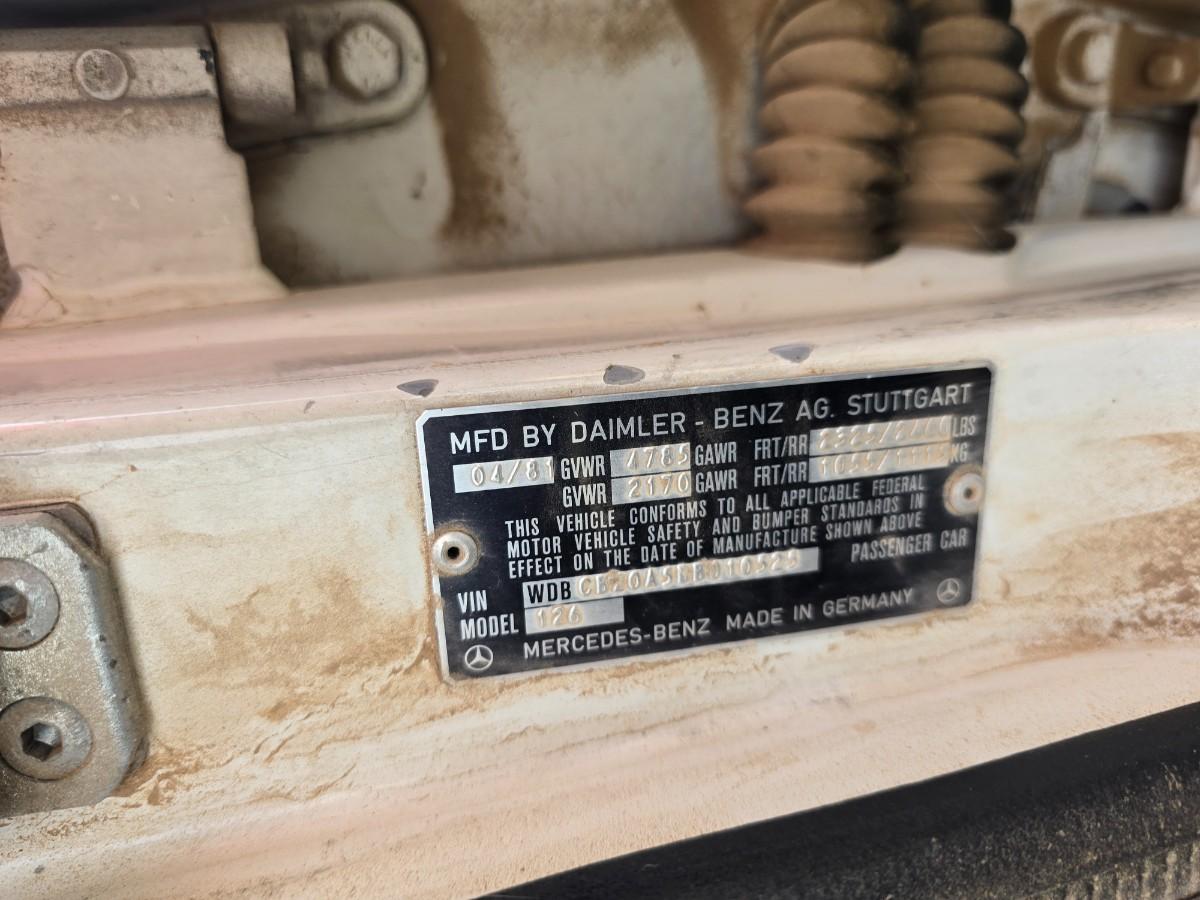 MFD BY DAIMLER - BENZ AG. STUTTGART
04/81 GVWR 4785 GAWR FRT/RR LBS
GVWR 2170 GAWR FRT/RR 1055/1115 KG
THIS VEHICLE CONFORMS TO ALL APPLICABLE FEDERAL
MOTOR VEHICLE SAFETY AND BUMPER STANDARDS IN
EFFECT ON THE DATE OF MANUFACTURE SHOWN ABOVE
VIN WDB PASSENGER CAR
MODEL 126
MERCEDES-BENZ MADE IN GERMANY